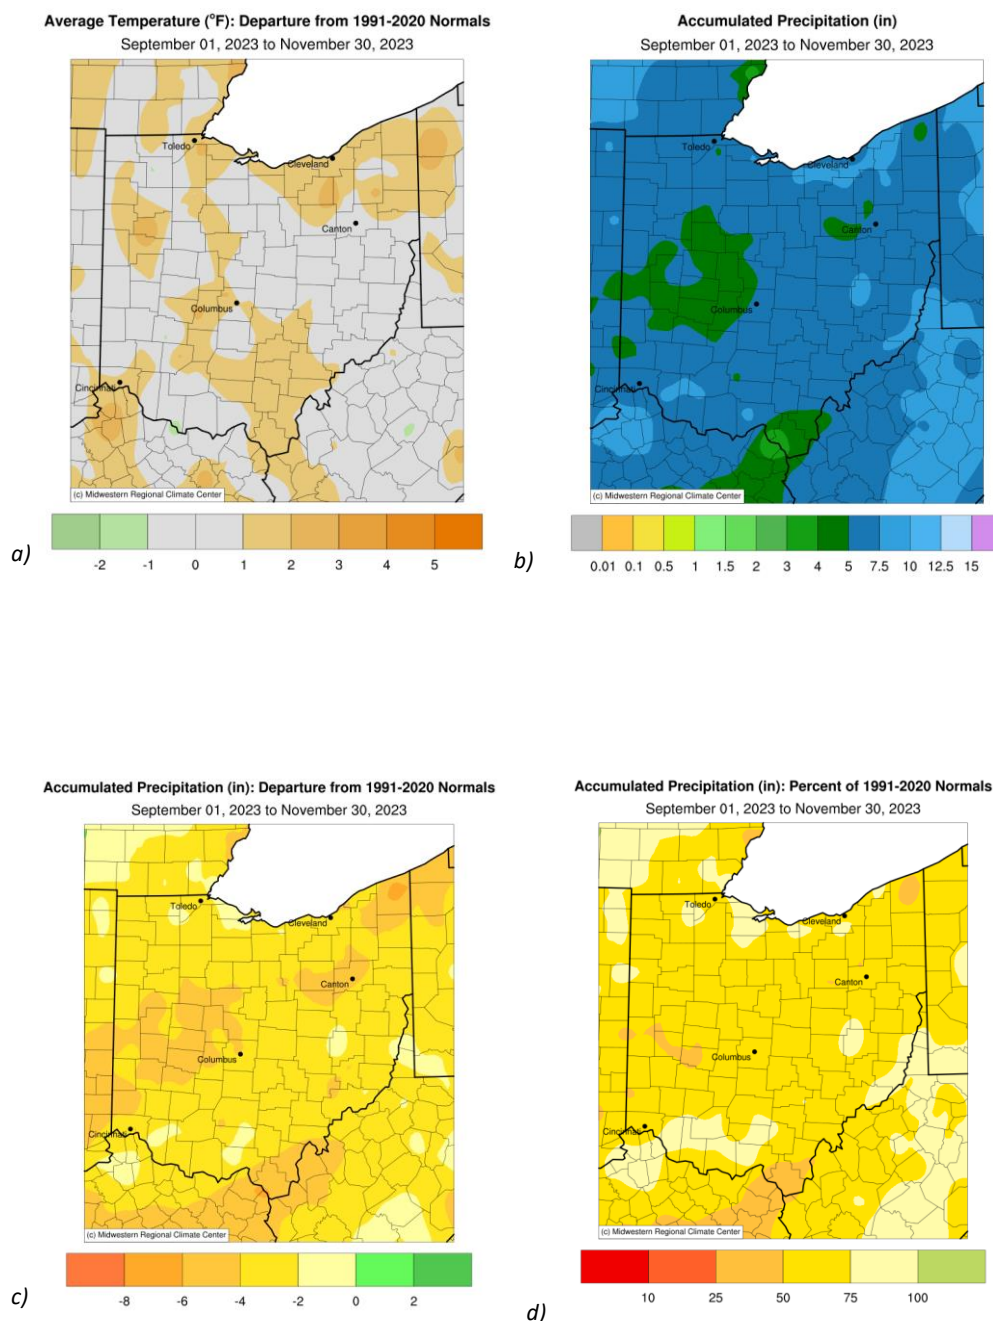 Average Temperature (°F): Departure from 1991-2020 Normals
September 01, 2023 to November 30, 2023
Toledo
Cleveland
Canton
Columbus
Cincinnati
(c) Midwestern Regional Climate Center
-2 -1 0 1 2 3 4 5
a)
Accumulated Precipitation (in)
September 01, 2023 to November 30, 2023
Toledo
Cleveland
Canton
Columbus
Cincinnati
(c) Midwestern Regional Climate Center
0.01 0.1 0.5 1 1.5 2 3 4 5 7.5 10 12.5 15
b)
Accumulated Precipitation (in): Departure from 1991-2020 Normals
September 01, 2023 to November 30, 2023
Toledo
Cleveland
Canton
Columbus
Cincinnati
(c) Midwestern Regional Climate Center
-8 -6 -4 -2 0 2
c)
Accumulated Precipitation (in): Percent of 1991-2020 Normals
September 01, 2023 to November 30, 2023
Toledo
Cleveland
Canton
Columbus
Cincinnati
(c) Midwestern Regional Climate Center
10 25 50 75 100
d)